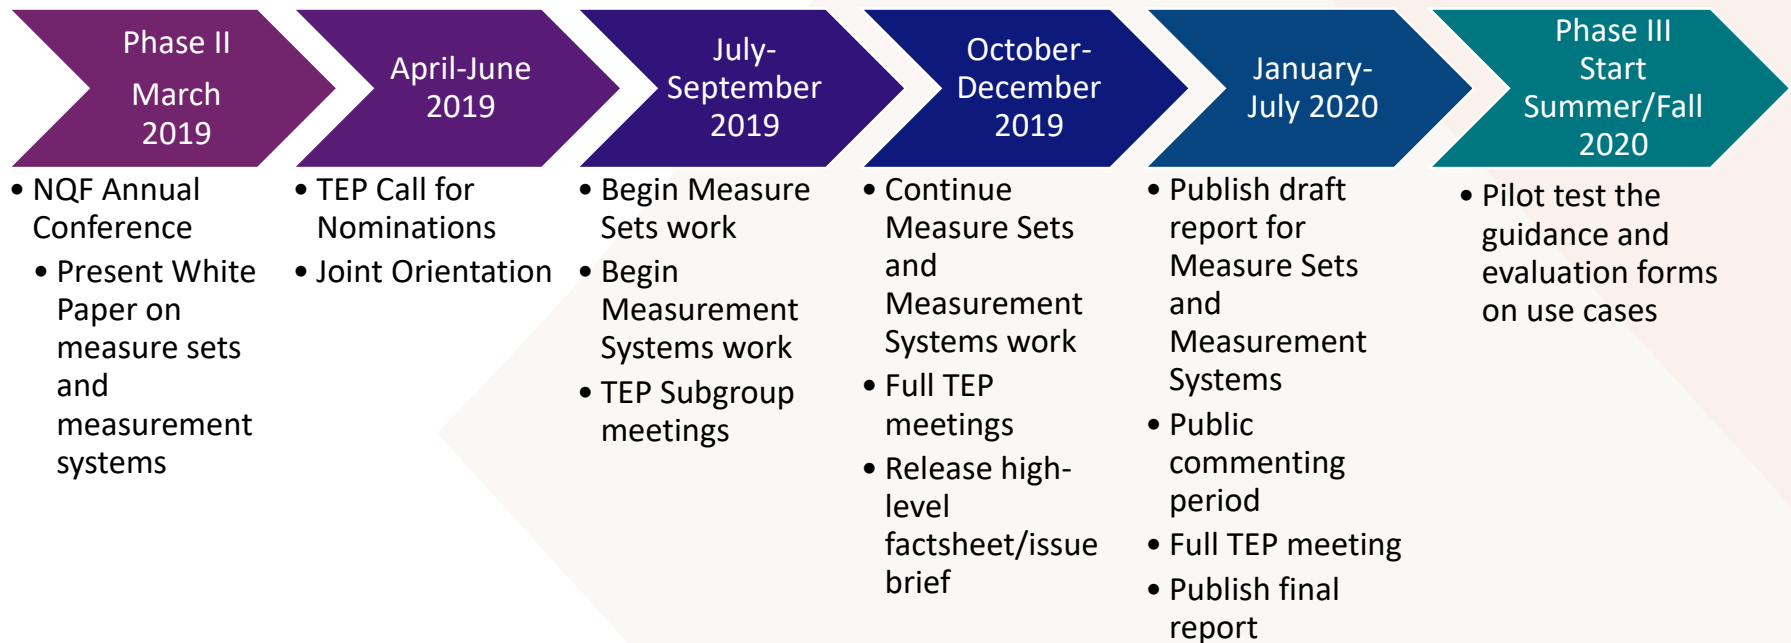 Phase II
March
2019
• NQF Annual
Conference
• Present White
Paper on
measure sets
and
measurement
systems
April-June
2019
• TEP Call for
Nominations
• Joint Orientation
July-
September
2019
• Begin Measure
Sets work
• Begin
Measurement
Systems work
• TEP Subgroup
meetings
October-
December
2019
• Continue
Measure Sets
and
Measurement
Systems work
• Full TEP
meetings
• Release high-
level
factsheet/issue
brief
January-
July 2020
• Publish draft
report for
Measure Sets
and
Measurement
Systems
• Public
commenting
period
• Full TEP meeting
• Publish final
report
Phase III
Start
Summer/Fall
2020
• Pilot test the
guidance and
evaluation forms
on use cases